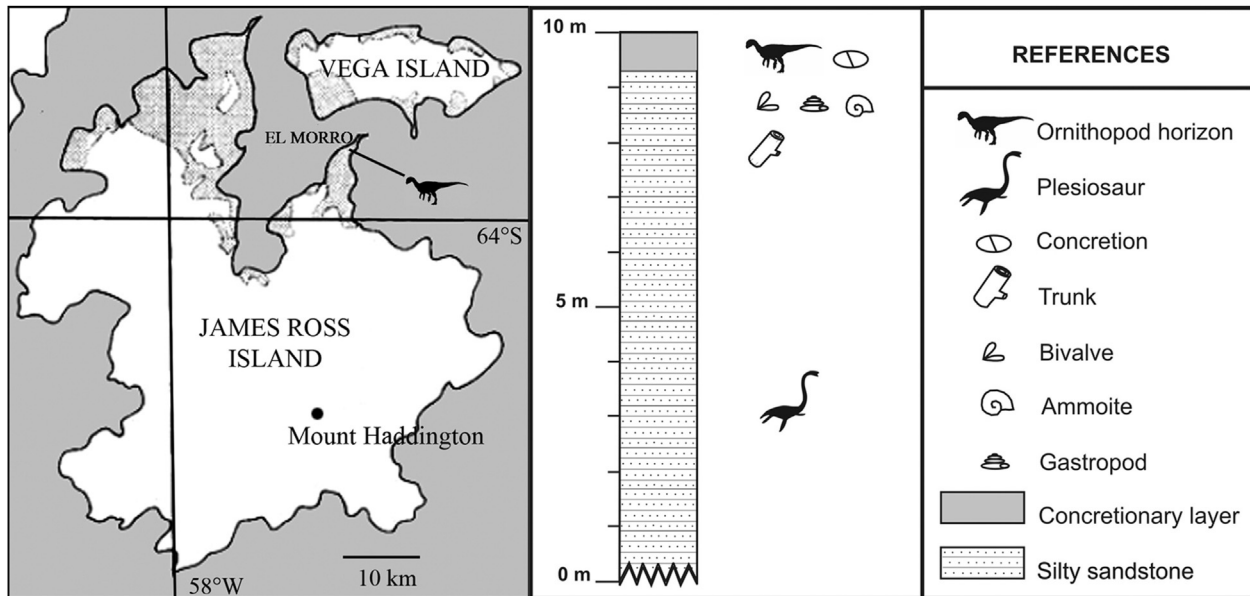 VEGA ISLAND
EL MORRO
64°S
JAMES ROSS
ISLAND
Mount Haddington
10 km
58°W
10 m
5 m
0 m
REFERENCES
Ornithopod horizon
Plesiosaur
Concretion
Trunk
Bivalve
Ammoite
Gastropod
Concretionary layer
Silty sandstone